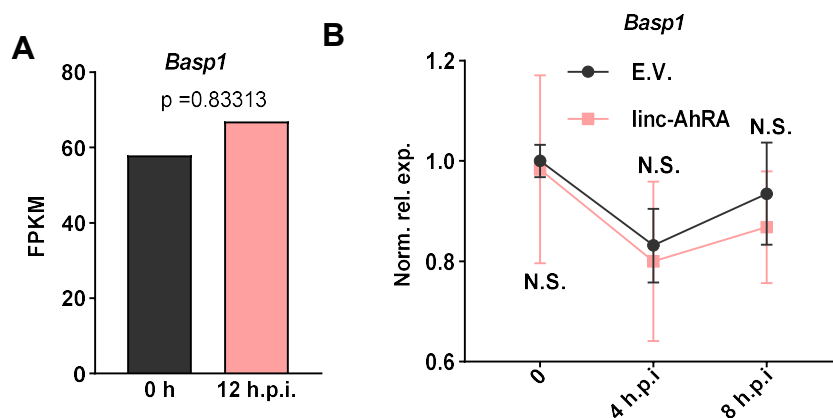 A
Basp1
p =0.83313
FPKM
80
60
40
20
0
0 h
12 h.p.i.
B
Basp1
Norm. rel. exp.
1.2
1.0
0.8
0.6
E.V.
linc-AhRA
N.S.
N.S.
N.S.
0
4 h.p.i
8 h.p.i